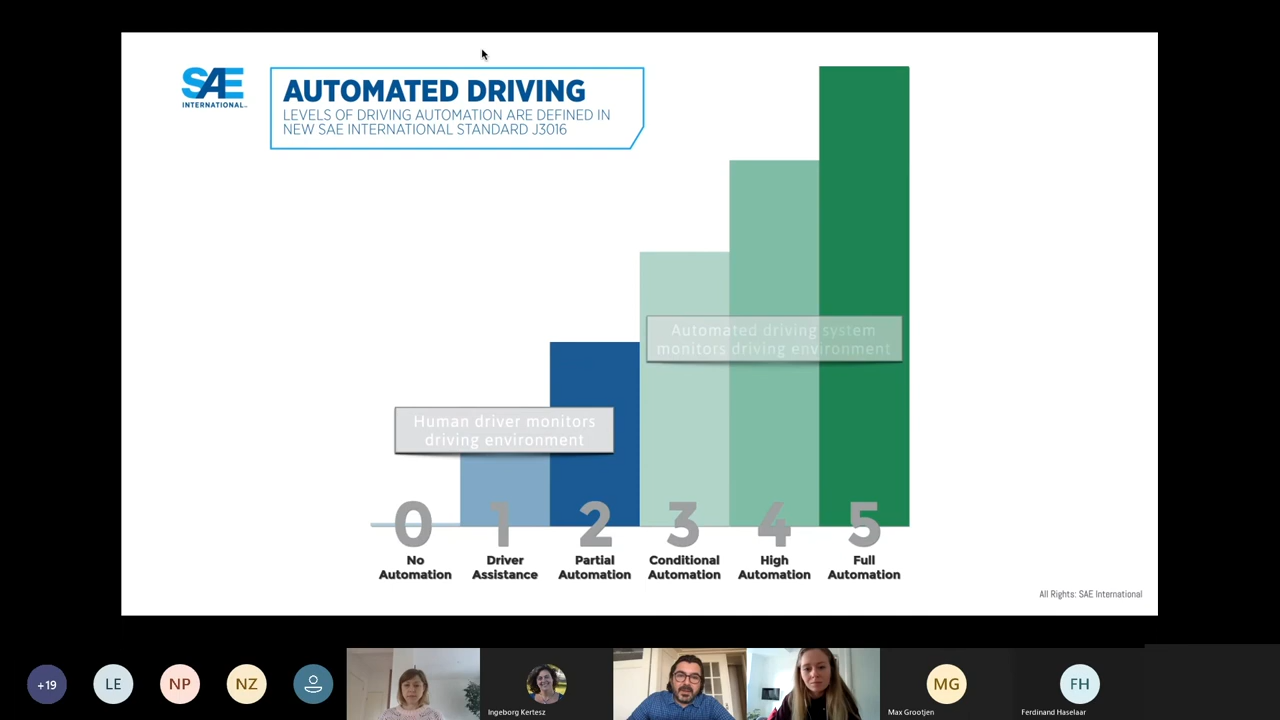 SAE
INTERNATIONAL™
AUTOMATED DRIVING
LEVELS OF DRIVING AUTOMATION ARE DEFINED IN
NEW SAE INTERNATIONAL STANDARD J3016
Automated driving system
monitors driving environment
Human driver monitors
driving environment
0
1
2
3
4
5
No
Automation
Driver
Assistance
Partial
Automation
Conditional
Automation
High
Automation
Full
Automation
All Rights: SAE International
+19
LE
NP
NZ
Ingeborg Kertesz
MG
Max Grootjen
FH
Ferdinand Haselaar